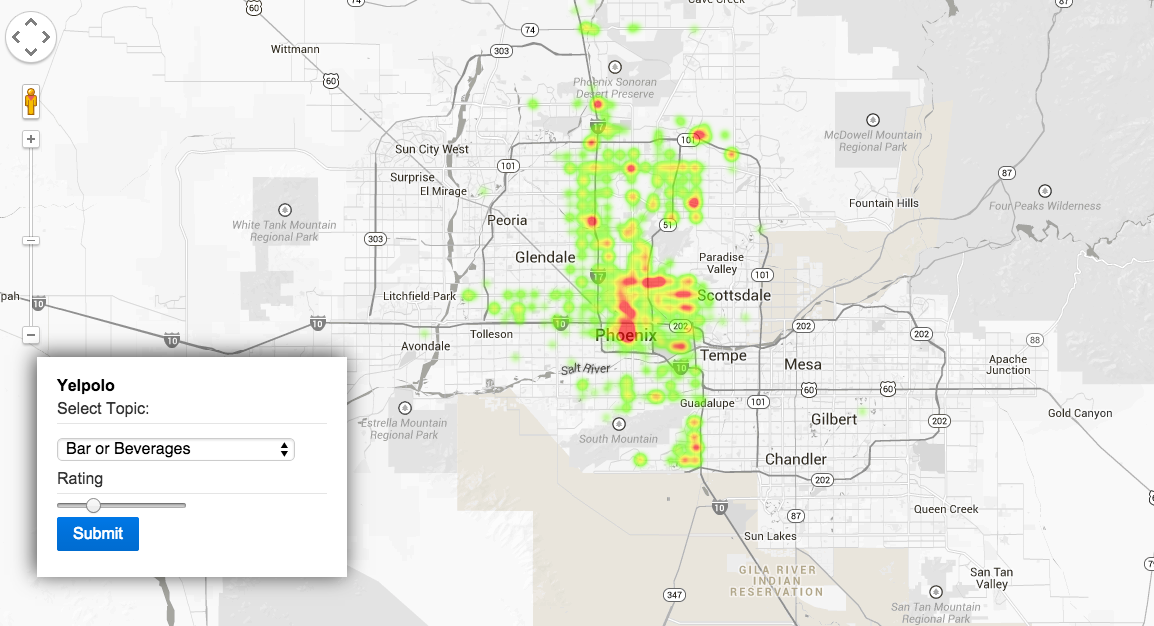 74
60
Cave Creek
87
303
74
Wittmann
60
Phoenix Sonoran
Desert Preserve
17
101
McDowell Mountain
Regional Park
Sun City West
101
Surprise
El Mirage
87
Four Peaks Wilderness
Fountain Hills
White Tank Mountain
Regional Park
Peoria
51
303
Glendale
Paradise
Valley
17
101
pah
10
Litchfield Park
Scottsdale
10
10
202
202
202
Phoenix
Tolleson
10
Avondale
88
Tempe
Mesa
Apache
Junction
Salt River
10
60
60
Yelpolo
Select Topic:
Bar or Beverages
Rating
Submit
Guadalupe
101
Estrella Mountain
Regional Park
South Mountain
Gilbert
202
Gold Canyon
Chandler
202
10
87
Queen Creek
Sun Lakes
GILA RIVER
INDIAN
RESERVATION
San Tan
Valley
347
San Tan Mountain
Regional Park